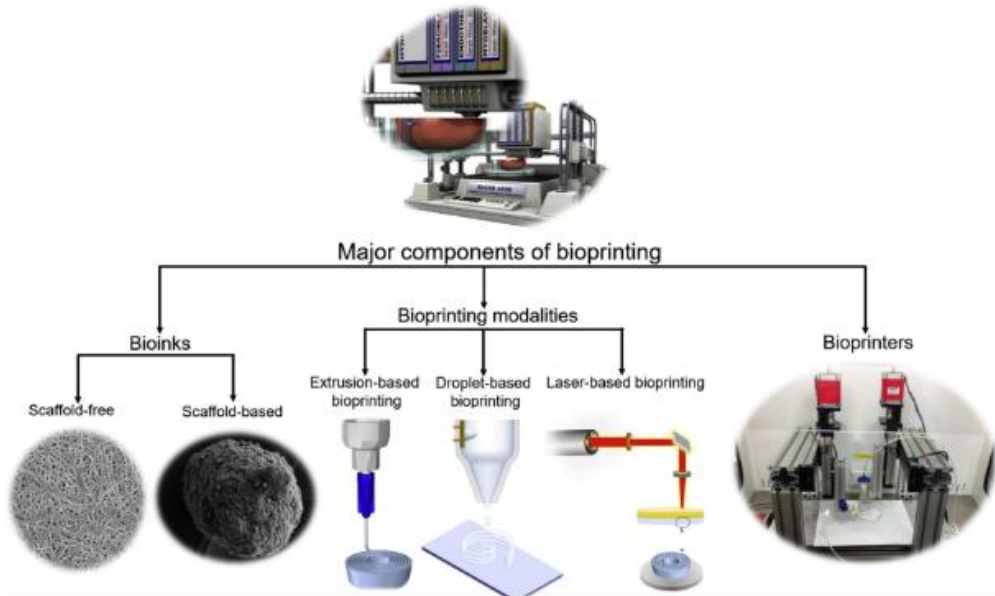 Major components of bioprinting
Bioprinting modalities
Bioinks
Bioprinters
Extrusion-based
bioprinting
Droplet-based
bioprinting
Laser-based bioprinting
Scaffold-free
Scaffold-based